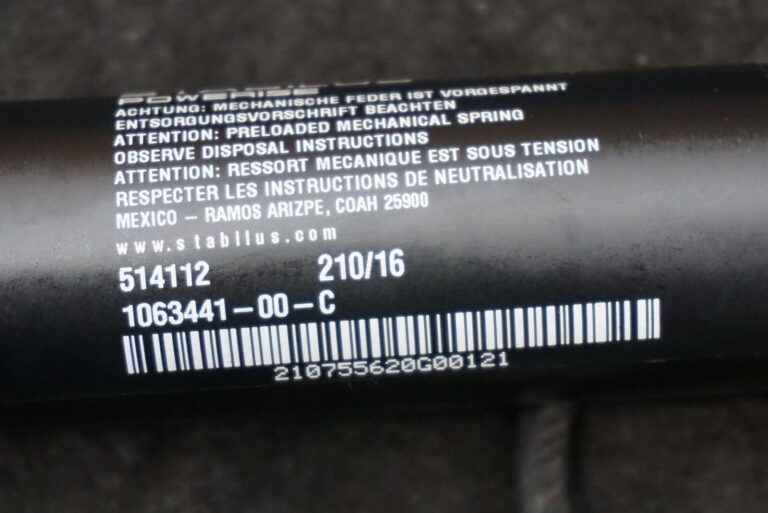 POWERISE
ACHTUNG: MECHANISCHE FEDER IST VORGESPANNT
ENTSORGUNGSVORSCHRIFT BEACHTEN
ATTENTION: PRELOADED MECHANICAL SPRING
OBSERVE DISPOSAL INSTRUCTIONS
ATTENTION: RESSORT MECANIQUE EST SOUS TENSION
RESPECTER LES INSTRUCTIONS DE NEUTRALISATION
MEXICO – RAMOS ARIZPE, COAH 25900
www.stabilus.com
514112 210/16
1063441-00-C
210755620G00121